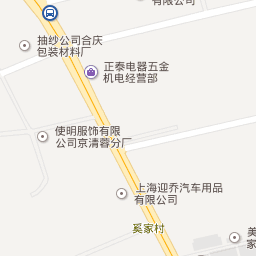 有限公司
抽纱公司合庆
包装材料厂
正泰电器五金
机电经营部
使明服饰有限
公司京清蓉分厂
上海迎乔汽车用品
有限公司
奚家村
美
家